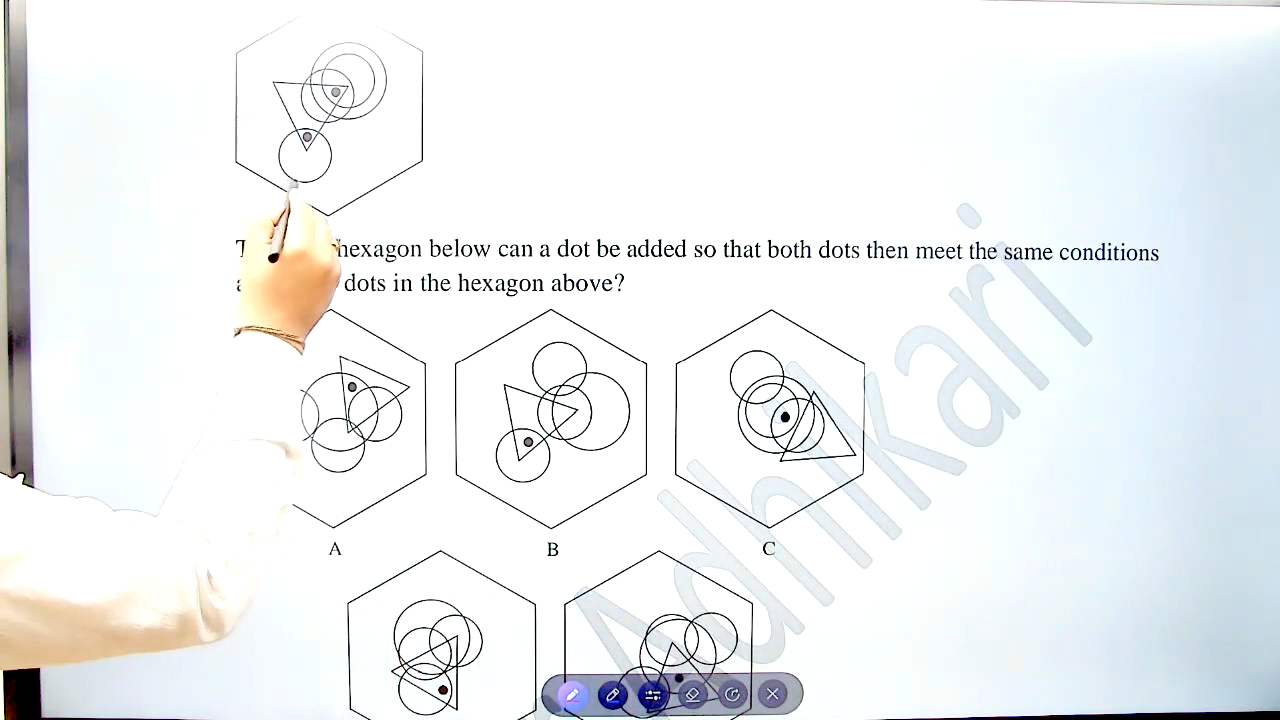 hexagon below can a dot be added so that both dots then meet the same conditions
dots in the hexagon above?
A
B
C
Adhikari